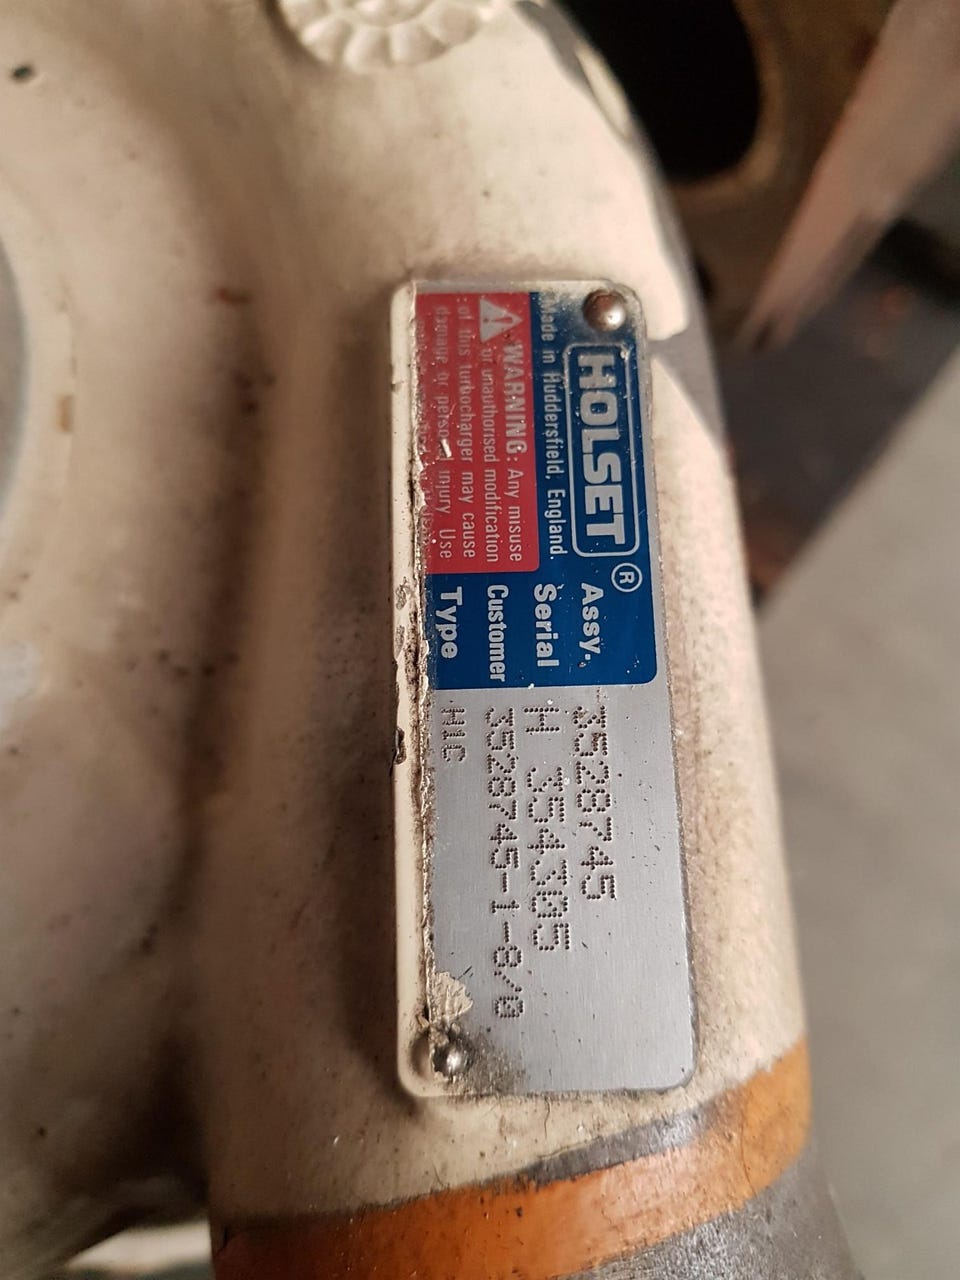 HOLSET ®
Made in Huddersfield, England.
WARNING: Any misuse
or unauthorised modification
of this turbocharger may cause
damage or personal injury. Use
Assy. 3528745
Serial H 354305
Customer 3528745-1-8/0
Type H1C